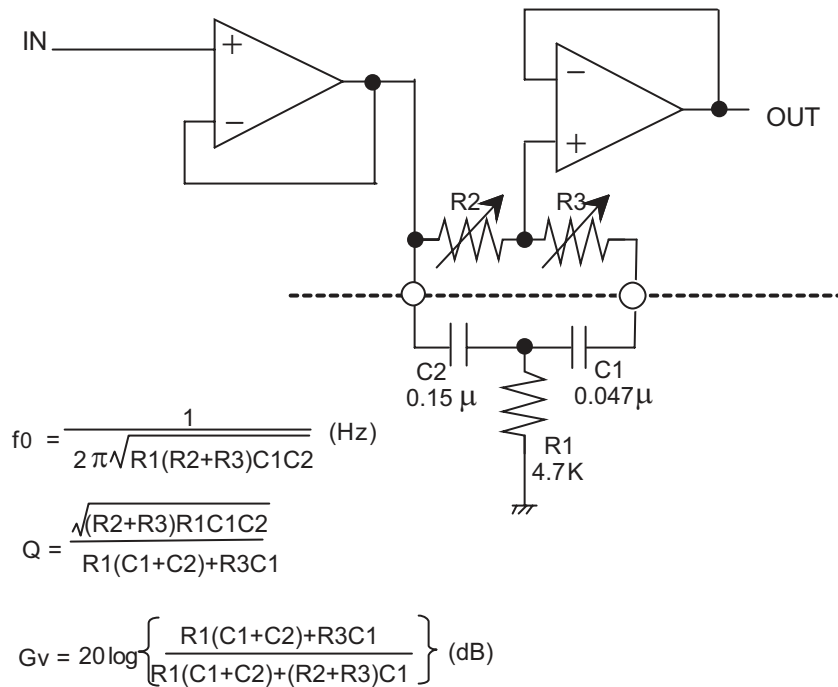 IN
+
−
−
+
OUT
R2
R3
C2
0.15 μ
C1
0.047μ
R1
4.7K
f0 = 1 / 2π√R1(R2+R3)C1C2 (Hz)
Q = √(R2+R3)R1C1C2 / R1(C1+C2)+R3C1
Gv = 20log{ R1(C1+C2)+R3C1 / R1(C1+C2)+(R2+R3)C1 } (dB)